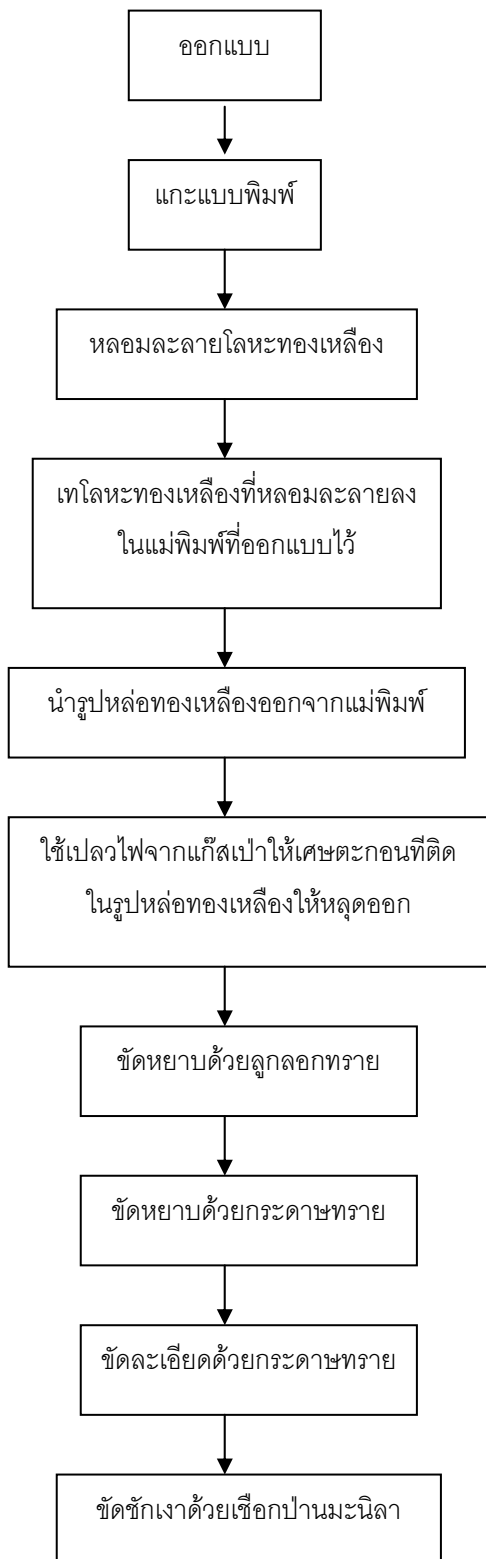 ออกแบบ
แกะแบบพิมพ์
หลอมละลายโลหะทองเหลือง
เทโลหะทองเหลืองที่หลอมละลายลง
ในแม่พิมพ์ที่ออกแบบไว้
นำรูปหล่อทองเหลืองออกจากแม่พิมพ์
ใช้เปลวไฟจากแก๊สเป่าให้เศษตะกอนทีติด
ในรูปหล่อทองเหลืองให้หลุดออก
ขัดหยาบด้วยลูกลอกทราย
ขัดหยาบด้วยกระดาษทราย
ขัดละเอียดด้วยกระดาษทราย
ขัดชักเงาด้วยเชือกป่านมะนิลา